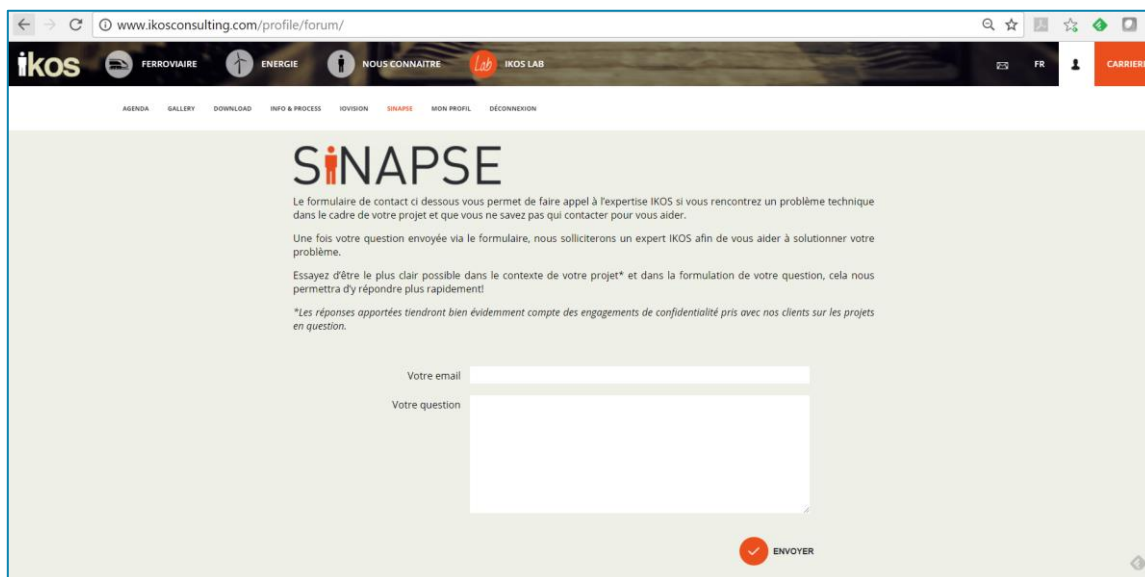 www.ikosconsulting.com/profile/forum/
ikos FERROVIAIRE ENERGIE NOUS CONNAITRE Lab IKOS LAB FR CARRIERE
AGENDA GALLERY DOWNLOAD INFO & PROCESS IOVISION SINAPSE MON PROFIL DÉCONNEXION
SiNAPSE
Le formulaire de contact ci dessous vous permet de faire appel à l'expertise IKOS si vous rencontrez un problème technique
dans le cadre de votre projet et que vous ne savez pas qui contacter pour vous aider.
Une fois votre question envoyée via le formulaire, nous solliciterons un expert IKOS afin de vous aider à solutionner votre
problème.
Essayez d'être le plus clair possible dans le contexte de votre projet* et dans la formulation de votre question, cela nous
permettra d'y répondre plus rapidement!
*Les réponses apportées tiendront bien évidemment compte des engagements de confidentialité pris avec nos clients sur les projets
en question.
Votre email
Votre question
ENVOYER